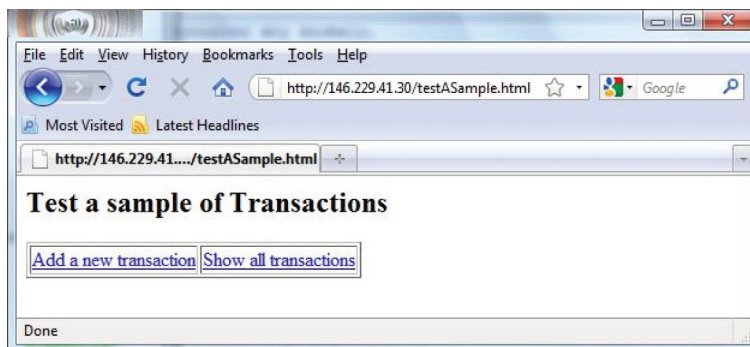 File Edit View History Bookmarks Tools Help
http://146.229.41.30/testASample.html Google
Most Visited Latest Headlines
http://146.229.41..../testASample.html
Test a sample of Transactions
Add a new transaction Show all transactions
Done